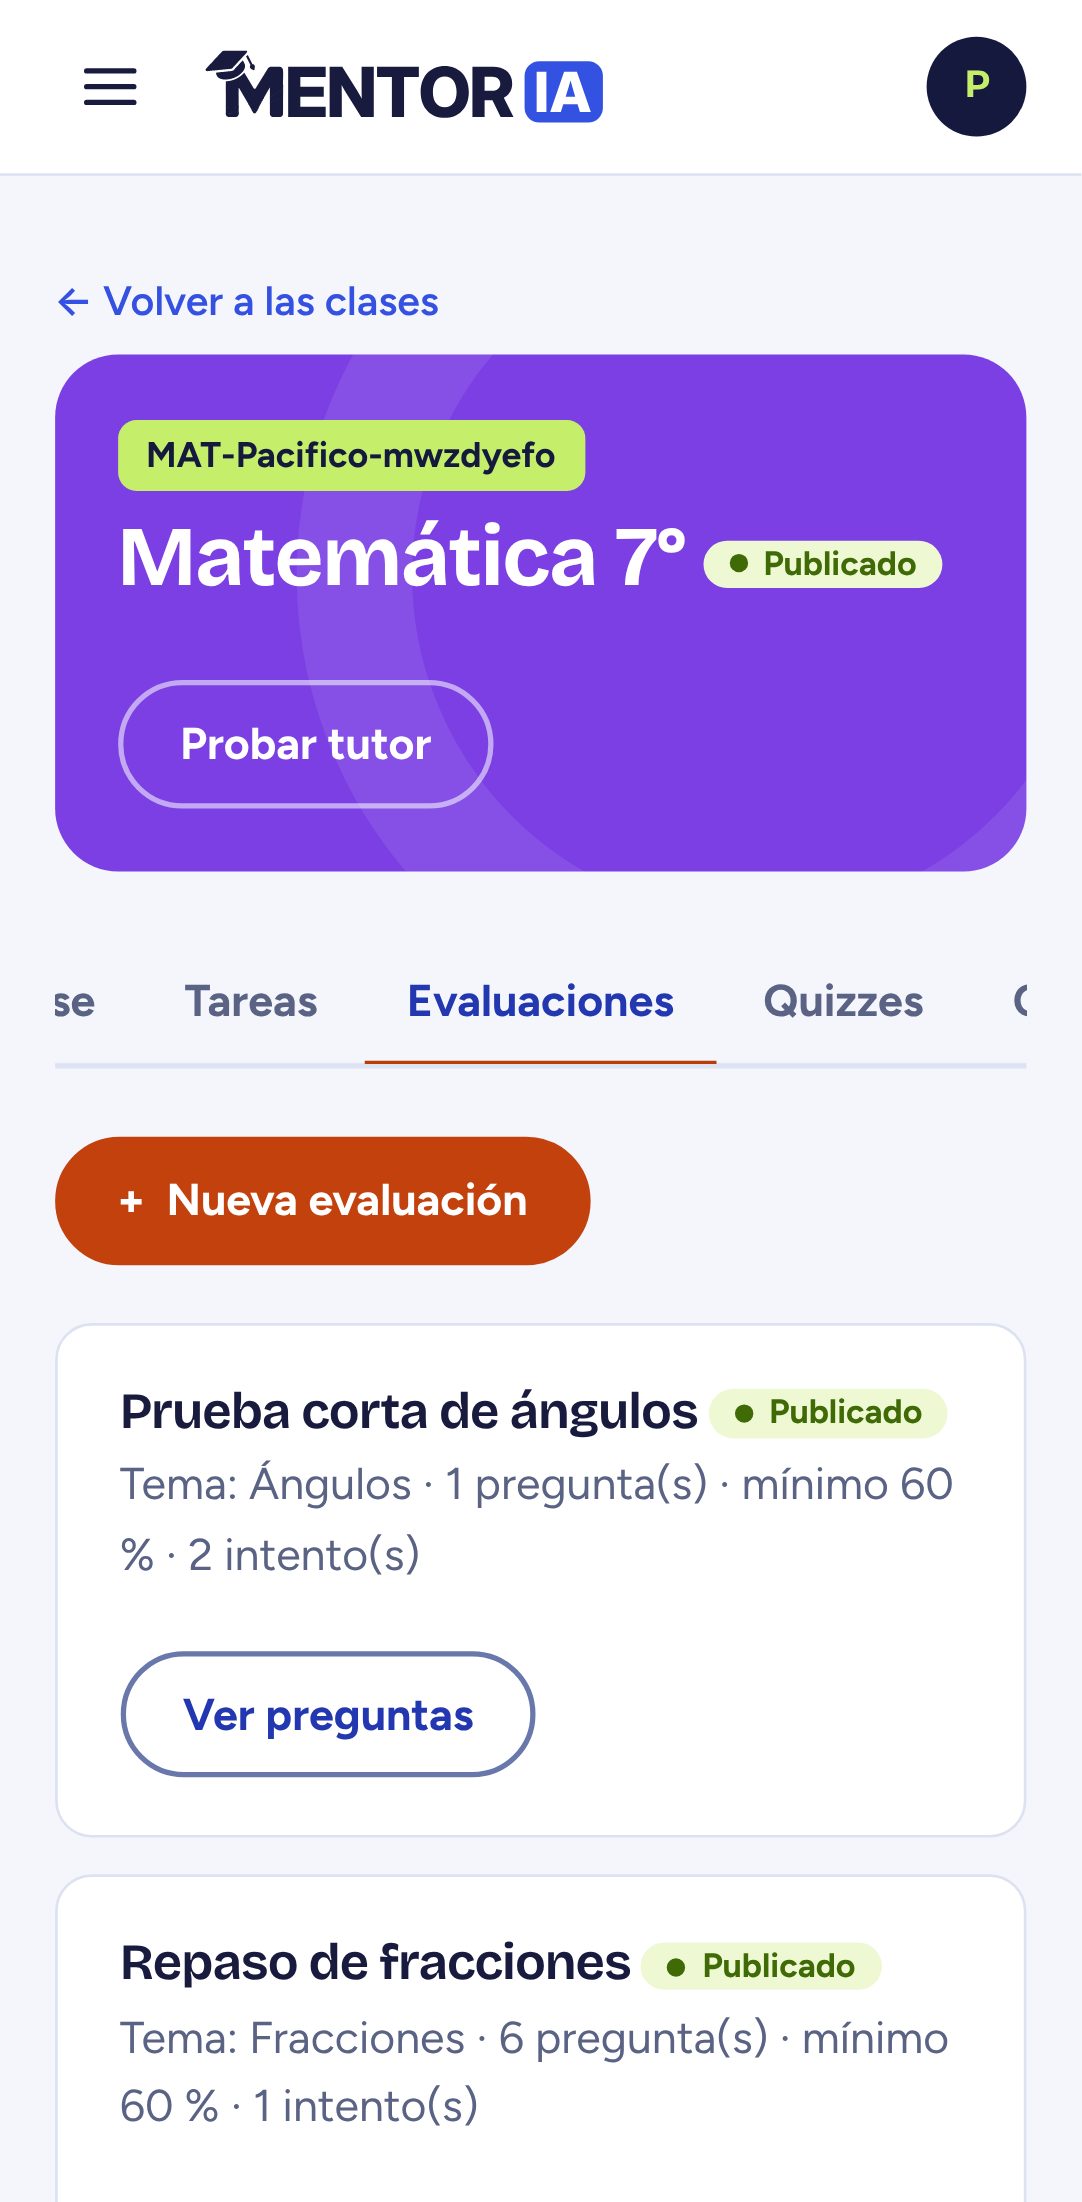 MENTOR IA
P
← Volver a las clases
MAT-Pacifico-mwzdyefo
Matemática 7º
Publicado
Probar tutor
se Tareas Evaluaciones Quizzes
+ Nueva evaluación
Prueba corta de ángulos
Publicado
Tema: Ángulos · 1 pregunta(s) · mínimo 60
% · 2 intento(s)
Ver preguntas
Repaso de fracciones
Publicado
Tema: Fracciones · 6 pregunta(s) · mínimo
60 % · 1 intento(s)